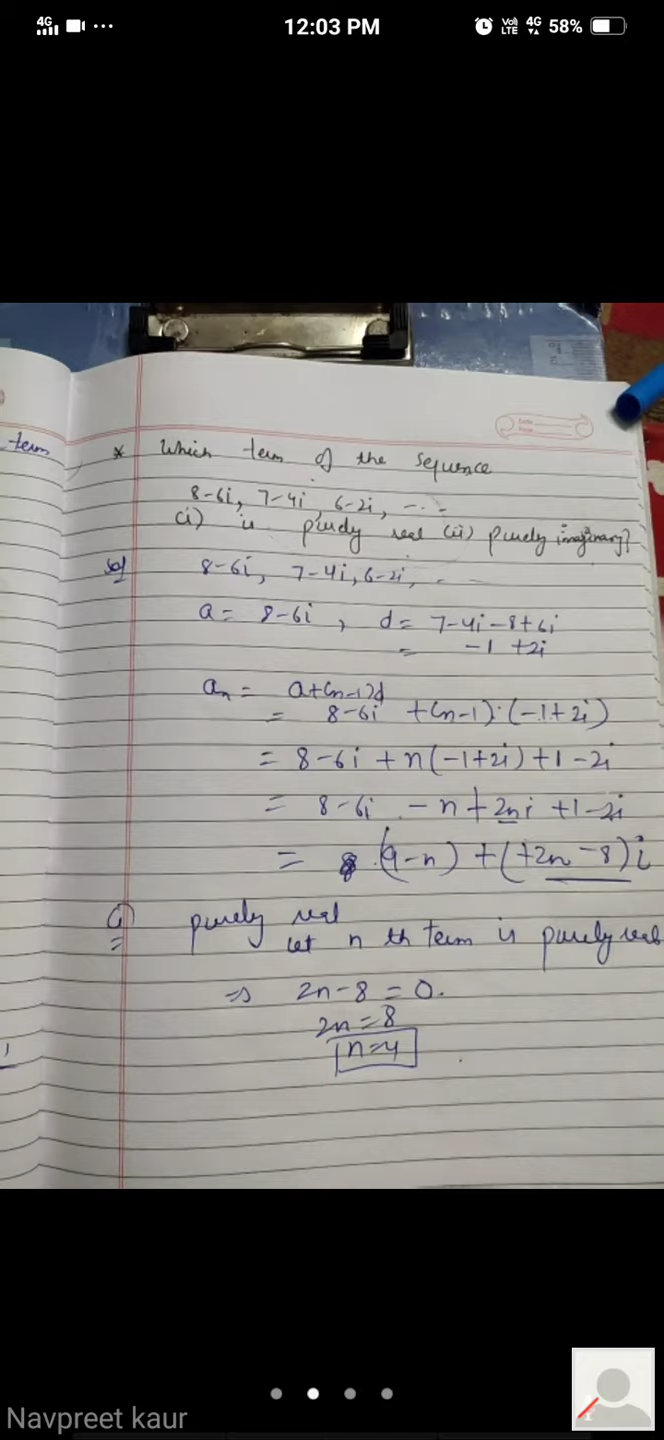 4G
12:03 PM
Vol) LTE 4G 58%
term
* Which term of the sequence
8-6i, 7-4i, 6-2i, ----
(i) is purely real (ii) purely imaginary?
Sol 8-6i, 7-4i, 6-2i, - -
a = 8-6i , d = 7-4i-8+6i
= -1 +2i
an = a+(n-1)d
= 8-6i +(n-1).(-1+2i)
= 8-6i +n(-1+2i)+1-2i
= 8-6i -n+2ni +1-2i
= (9-n) +(+2n-8)i
(i) purely real
= let n th term is purely real
⇒ 2n-8=0.
2n=8
n=4
Navpreet kaur